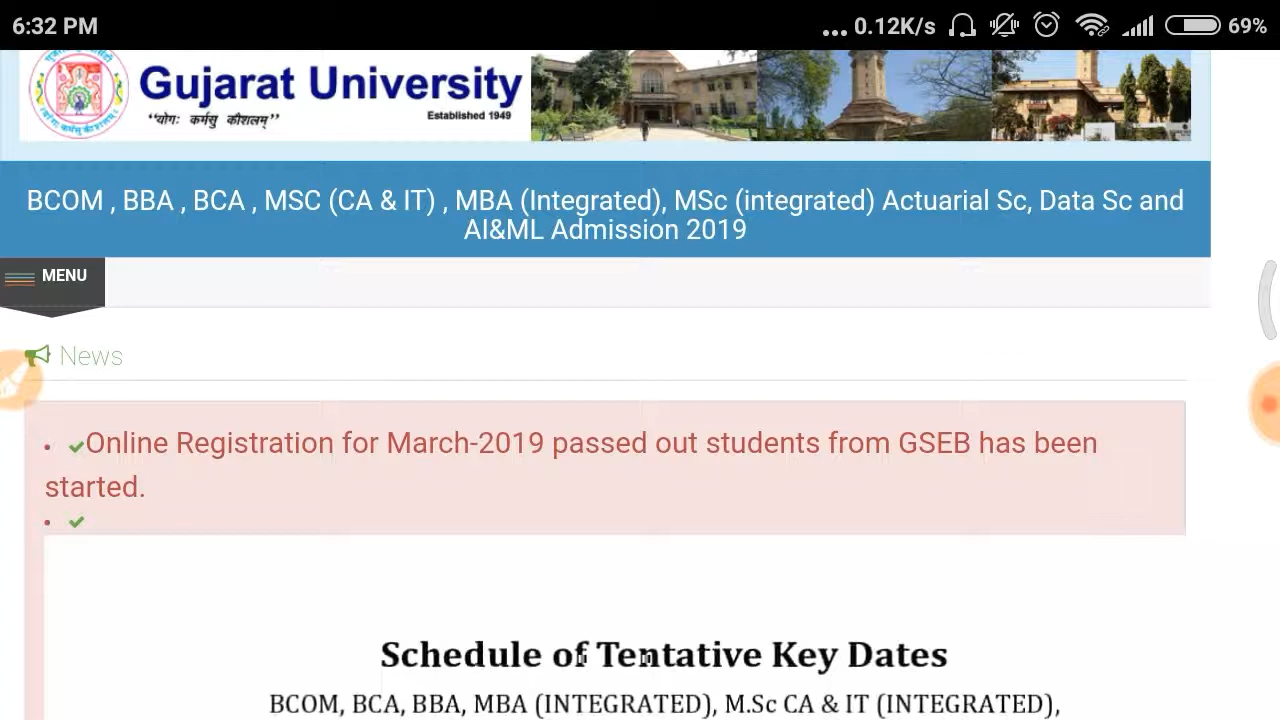 6:32 PM
... 0.12K/s
69%
Gujarat University
Established 1949
“योगः कर्मसु कौशलम्”
BCOM , BBA , BCA , MSC (CA & IT) , MBA (Integrated), MSc (integrated) Actuarial Sc, Data Sc and
AI&ML Admission 2019
MENU
News
Online Registration for March-2019 passed out students from GSEB has been
started.
Schedule of Tentative Key Dates
BCOM, BCA, BBA, MBA (INTEGRATED), M.Sc CA & IT (INTEGRATED),